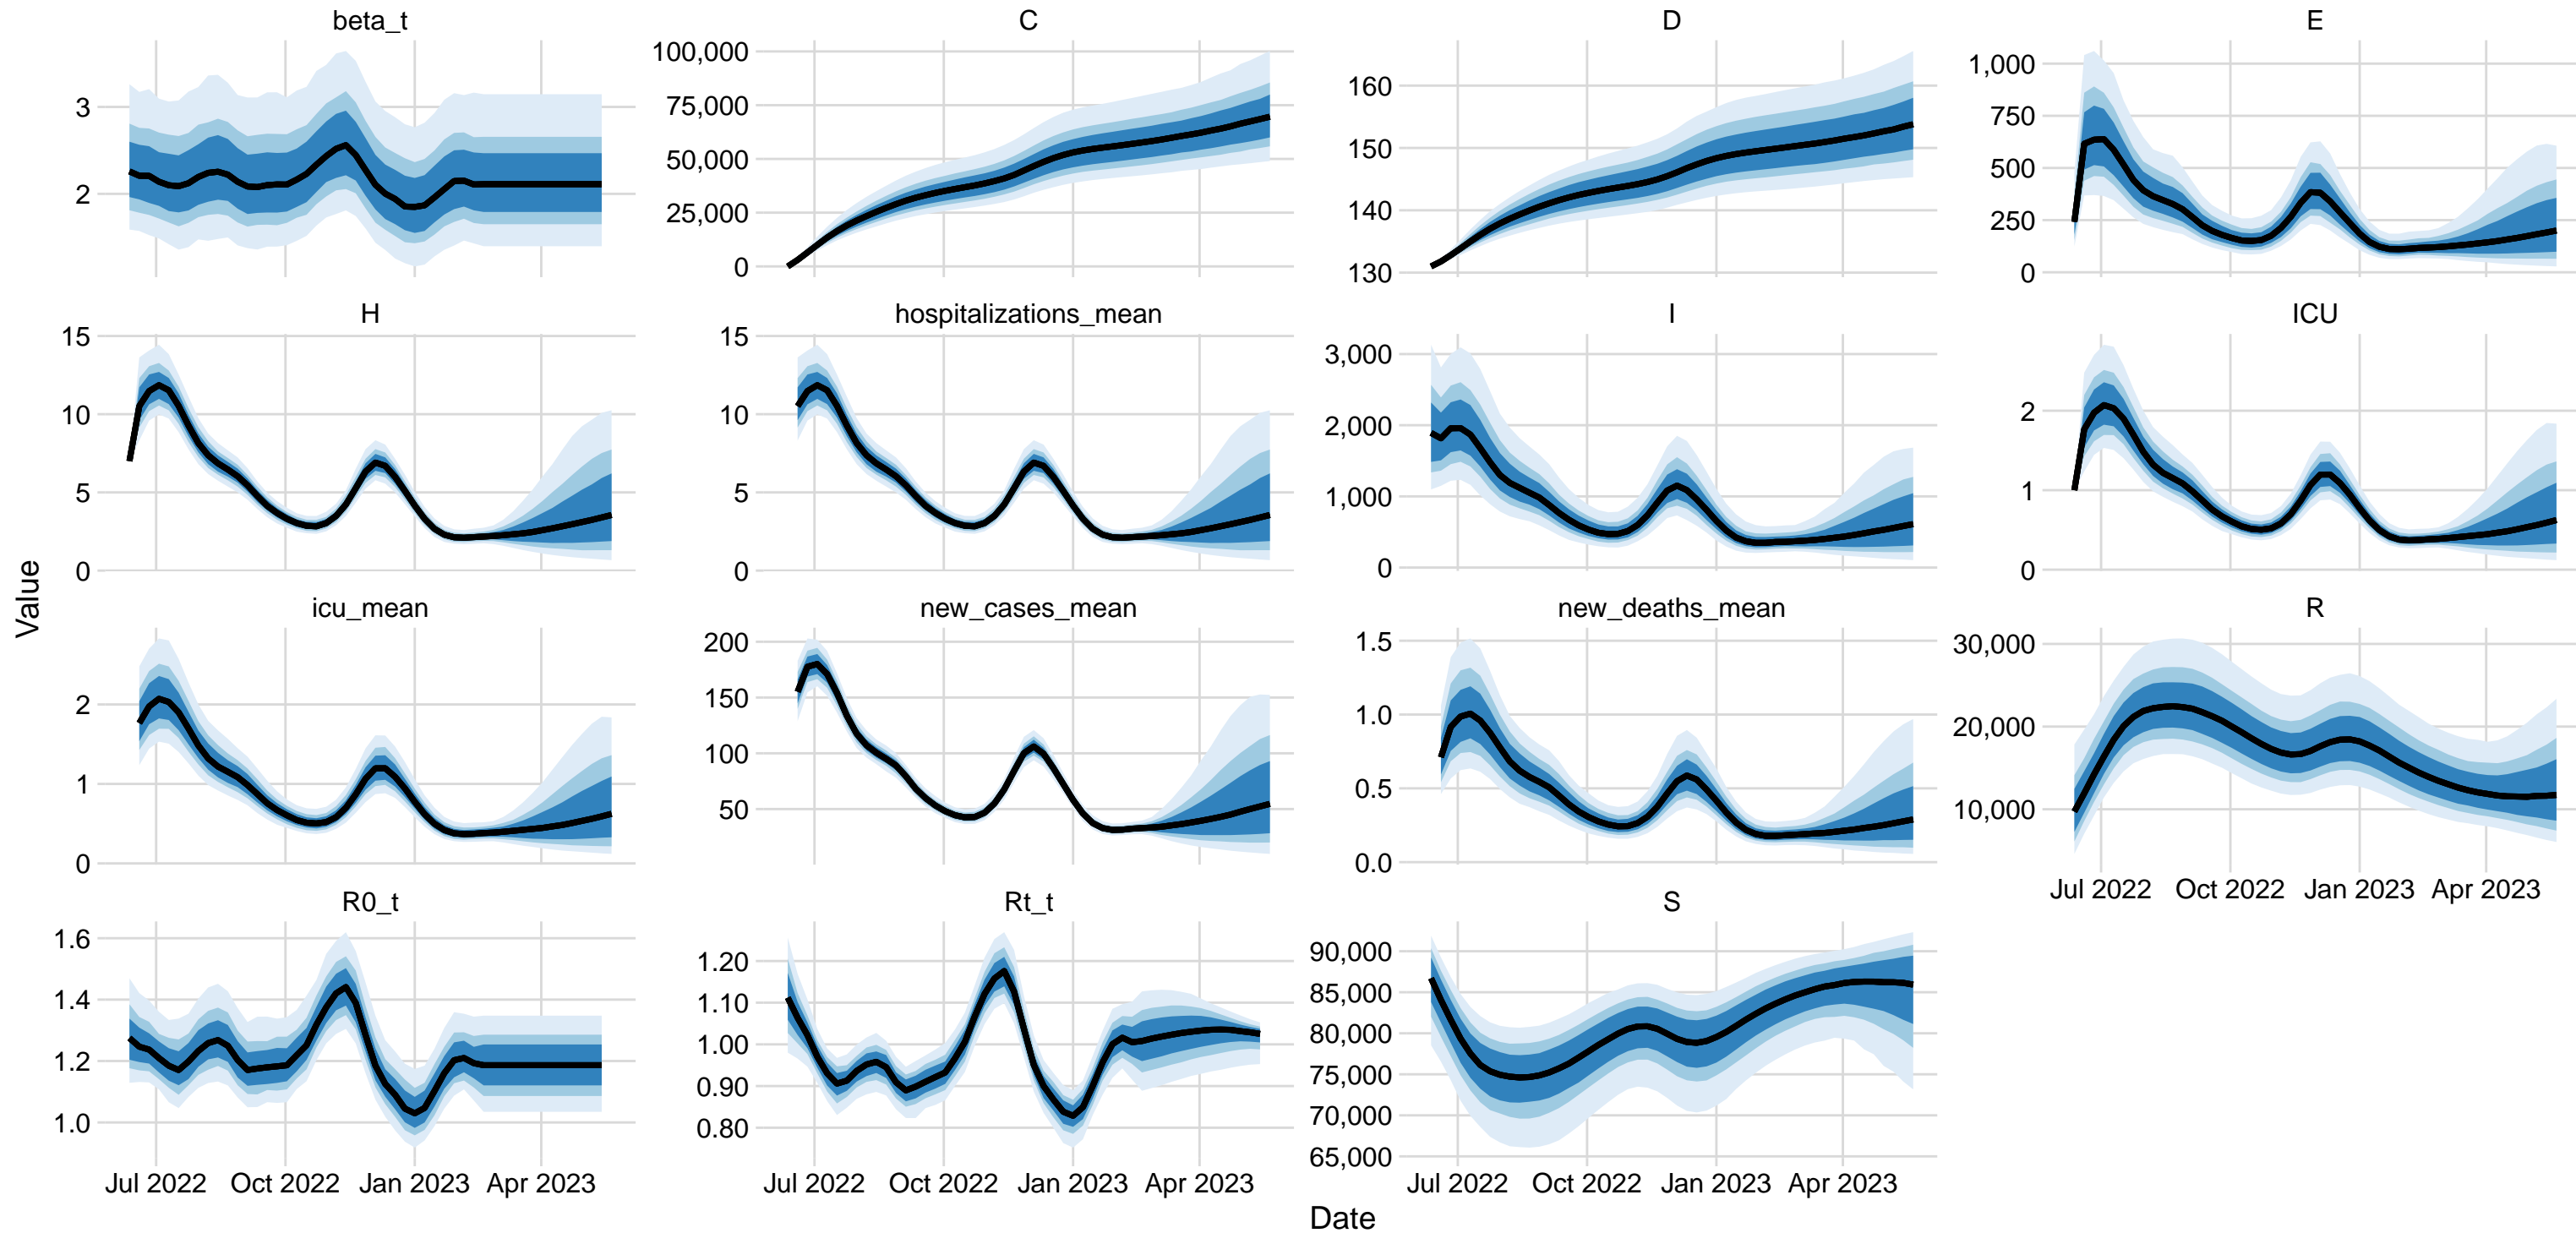 beta_t
C
D
E
3
2
100,000
75,000
50,000
25,000
0
160
150
140
130
1,000
750
500
250
0
H
hospitalizations_mean
I
ICU
15
10
5
0
15
10
5
0
3,000
2,000
1,000
0
2
1
0
Value
icu_mean
new_cases_mean
new_deaths_mean
R
2
1
0
200
150
100
50
1.5
1.0
0.5
0.0
30,000
20,000
10,000
Jul 2022 Oct 2022 Jan 2023 Apr 2023
R0_t
Rt_t
S
1.6
1.4
1.2
1.0
1.20
1.10
1.00
0.90
0.80
90,000
85,000
80,000
75,000
70,000
65,000
Jul 2022 Oct 2022 Jan 2023 Apr 2023
Jul 2022 Oct 2022 Jan 2023 Apr 2023
Jul 2022 Oct 2022 Jan 2023 Apr 2023
Date